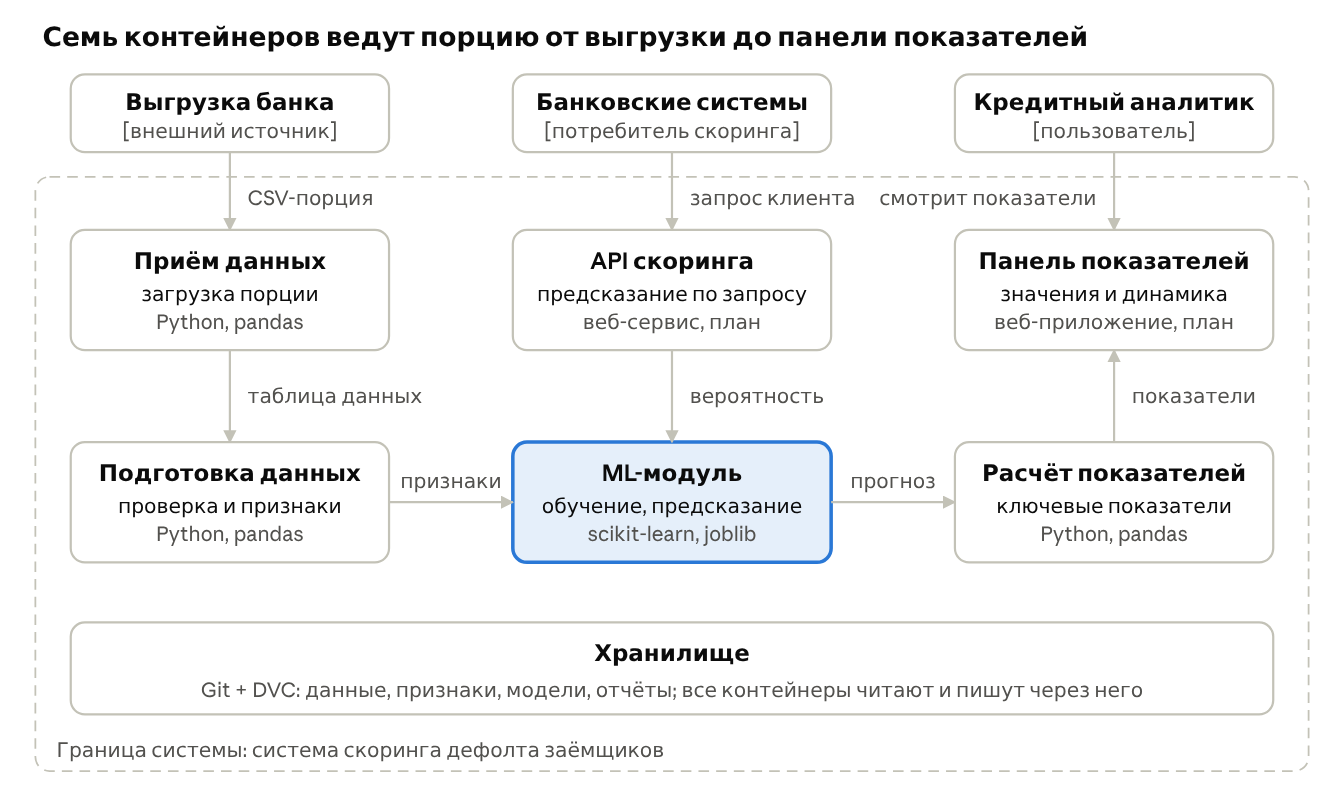 Семь контейнеров ведут порцию от выгрузки до панели показателей
Выгрузка банка
[внешний источник]
Банковские системы
[потребитель скоринга]
Кредитный аналитик
[пользователь]
CSV-порция
запрос клиента
смотрит показатели
Приём данных
загрузка порции
Python, pandas
API скоринга
предсказание по запросу
веб-сервис, план
Панель показателей
значения и динамика
веб-приложение, план
таблица данных
вероятность
показатели
Подготовка данных
проверка и признаки
Python, pandas
признаки
ML-модуль
обучение, предсказание
scikit-learn, joblib
прогноз
Расчёт показателей
ключевые показатели
Python, pandas
Хранилище
Git + DVC: данные, признаки, модели, отчёты; все контейнеры читают и пишут через него
Граница системы: система скоринга дефолта заёмщиков